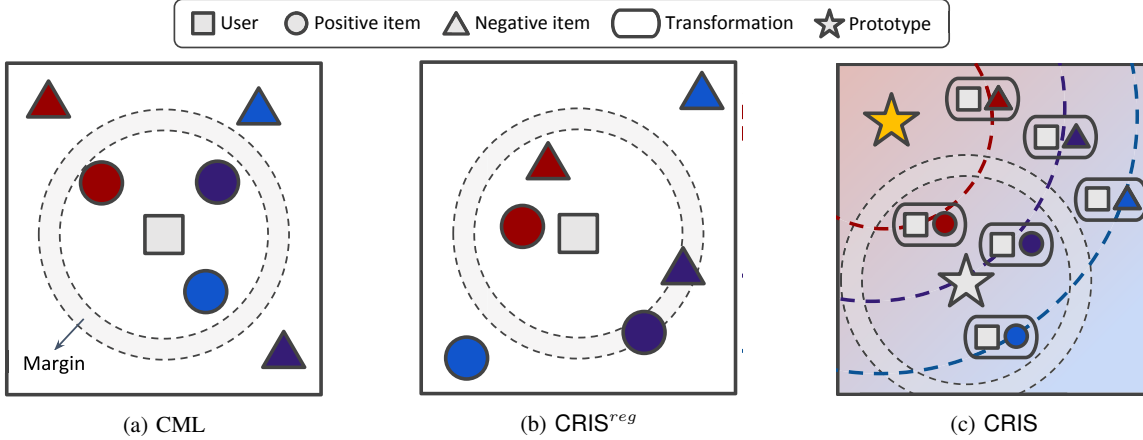 User Positive item Negative item Transformation Prototype
Margin
(a) CML
(b) CRIS^reg
(c) CRIS